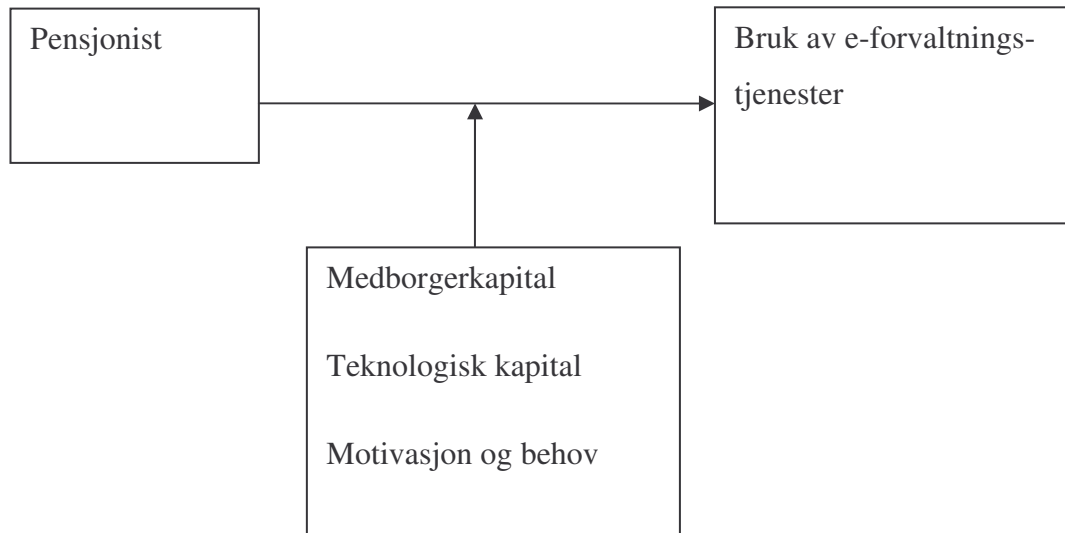 Pensjonist
Bruk av e-forvaltnings-
tjenester
Medborgerkapital
Teknologisk kapital
Motivasjon og behov